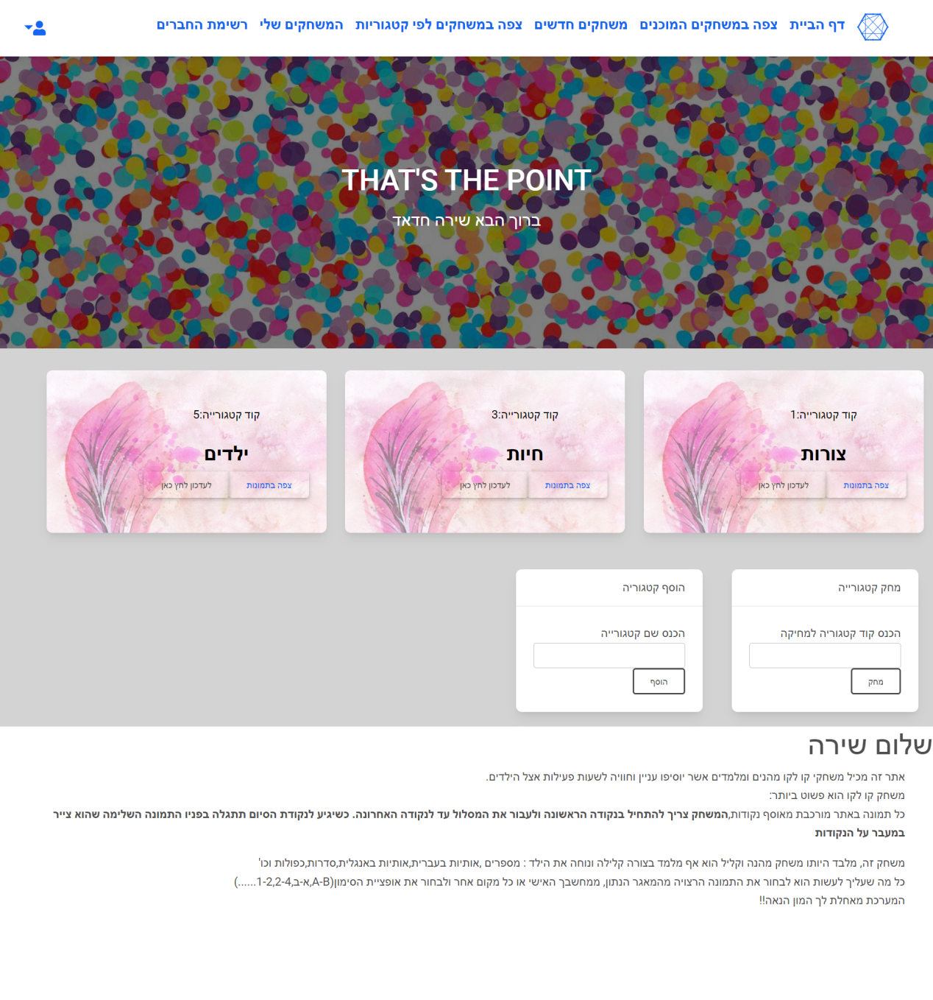 דף הביית
צפה במשחקים המוכנים
משחקים חדשים
צפה במשחקים לפי קטגוריות
המשחקים שלי
רשימת החברים
THAT'S THE POINT
ברוך הבא שירה חדאד
קוד קטגורייה:1
צורות
צפה בתמונות
לעדכון לחץ כאן
קוד קטגורייה:3
חיות
צפה בתמונות
לעדכון לחץ כאן
קוד קטגורייה:5
ילדים
צפה בתמונות
לעדכון לחץ כאן
מחק קטגורייה
הכנס קוד קטגוריה למחיקה
מחק
הוסף קטגוריה
הכנס שם קטגורייה
הוסף
שלום שירה
אתר זה מכיל משחקי קו לקו מהנים ומלמדים אשר יוסיפו עניין וחוויה לשעות פעילות אצל הילדים.
משחק קו לקו הוא פשוט ביותר:
כל תמונה באתר מורכבת מאוסף נקודות,המשחק צריך להתחיל בנקודה הראשונה ולעבור את המסלול עד לנקודה האחרונה. כשיגיע לנקודת הסיום תתגלה בפניו התמונה השלימה שהוא צייר
במעבר על הנקודות
משחק זה, מלבד היותו משחק מהנה וקליל הוא אף מלמד בצורה קלילה ונוחה את הילד : מספרים ,אותיות בעברית,אותיות באנגלית,סדרות,כפולות וכו'
כל מה שעליך לעשות הוא לבחור את התמונה הרצויה מהמאגר הנתון, ממחשבך האישי או כל מקום אחר ולבחור את אופציית הסימון(A-B,א-ב,1-2,2-4......)
המערכת מאחלת לך המון הנאה!!